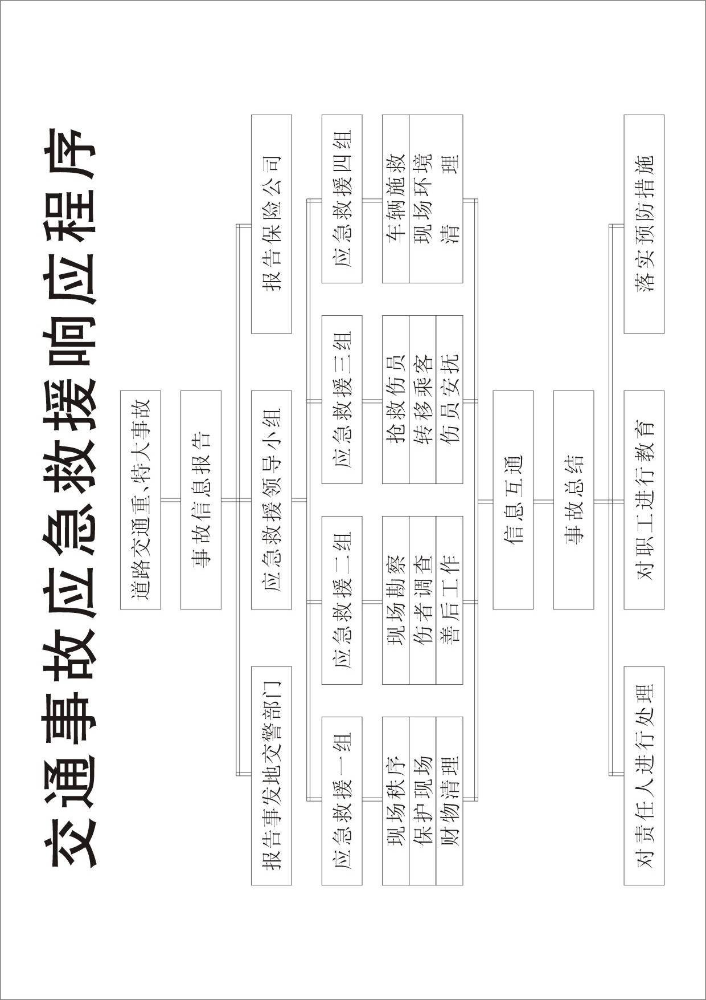 交通事故应急救援响应程序
道路交通重、特大事故
事故信息报告
报告事发地交警部门
应急救援领导小组
报告保险公司
应急救援一组
应急救援二组
应急救援三组
应急救援四组
现场秩序
保护现场
财物清理
现场勘察
伤者调查
善后工作
抢救伤员
转移乘客
伤员安抚
车辆施救
现场环境
清理
信息互通
事故总结
对责任人进行处理
对职工进行教育
落实预防措施